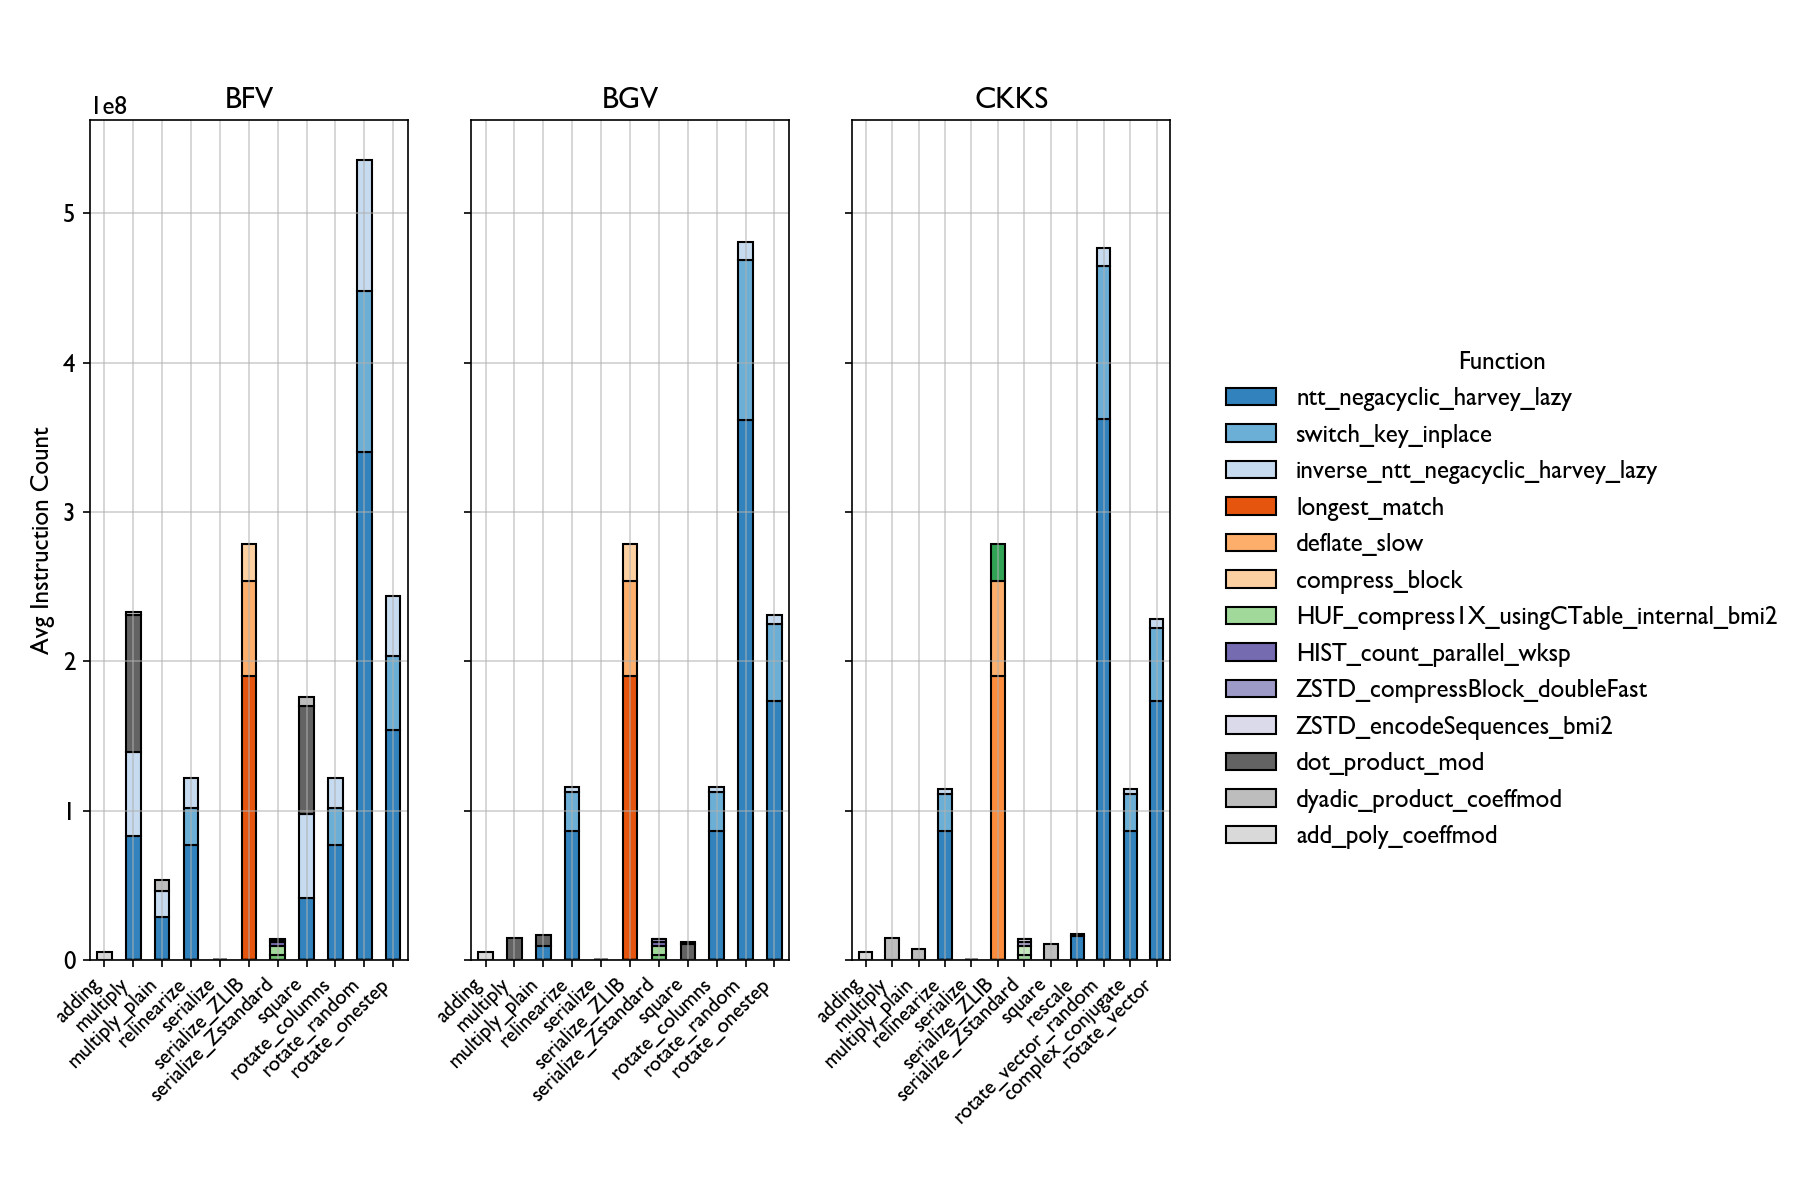 1e8
BFV
BGV
CKKS
Avg Instruction Count
5
4
3
2
1
0
adding
multiply
multiply_plain
relinearize
serialize
serialize_ZLIB
serialize_Zstandard
square
rotate_columns
rotate_random
rotate_onestep
adding
multiply
multiply_plain
relinearize
serialize
serialize_ZLIB
serialize_Zstandard
square
rotate_columns
rotate_random
rotate_onestep
adding
multiply
multiply_plain
relinearize
serialize
serialize_ZLIB
serialize_Zstandard
square
rescale
rotate_vector_random
complex_conjugate
rotate_vector
Function
ntt_negacyclic_harvey_lazy
switch_key_inplace
inverse_ntt_negacyclic_harvey_lazy
longest_match
deflate_slow
compress_block
HUF_compress1X_usingCTable_internal_bmi2
HIST_count_parallel_wksp
ZSTD_compressBlock_doubleFast
ZSTD_encodeSequences_bmi2
dot_product_mod
dyadic_product_coeffmod
add_poly_coeffmod